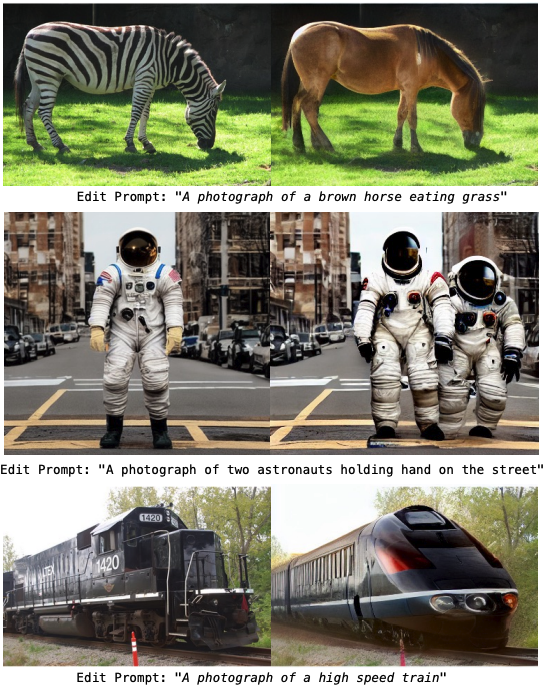 Edit Prompt: "A photograph of a brown horse eating grass"
Edit Prompt: "A photograph of two astronauts holding hand on the street"
1420
LTEX
1420
Edit Prompt: "A photograph of a high speed train"